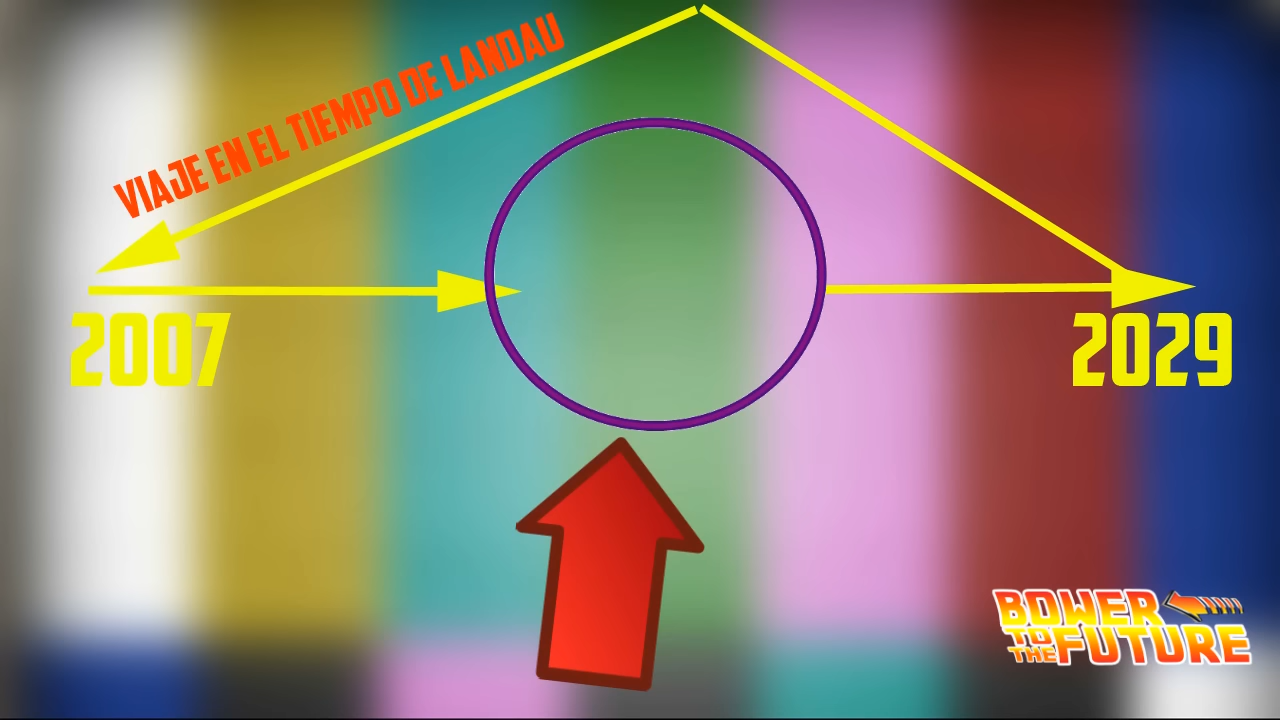 VIAJE EN EL TIEMPO DE LANDAU
2007
2029
BOWER
TO THE FUTURE